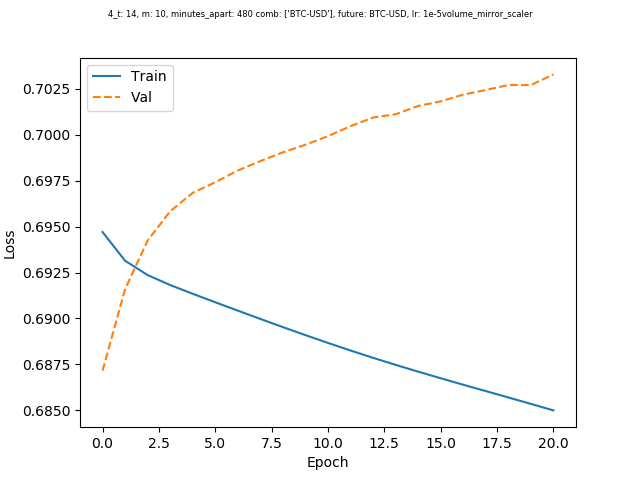 4_t: 14, m: 10, minutes_apart: 480 comb: ['BTC-USD'], future: BTC-USD, lr: 1e-5volume_mirror_scaler
Train
Val
0.7025
0.7000
0.6975
0.6950
0.6925
0.6900
0.6875
0.6850
Loss
0.0 2.5 5.0 7.5 10.0 12.5 15.0 17.5 20.0
Epoch